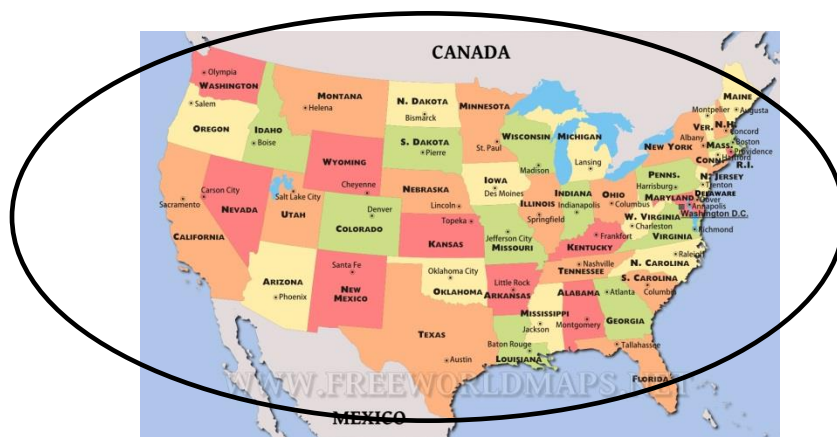 CANADA
Olympia
WASHINGTON
MONTANA
Helena
N. DAKOTA
Bismarck
MINNESOTA
St. Paul
MAINE
Augusta
Montpelier
VER.
N.H.
Concord
Salem
OREGON
IDAHO
Boise
S. DAKOTA
Pierre
WISCONSIN
Madison
MICHIGAN
Lansing
Albany
NEW YORK
MASS.
Boston
Providence
CONN.
Hartford
R.I.
WYOMING
Cheyenne
IOWA
Des Moines
PENNS.
Harrisburg
N. JERSEY
Trenton
Carson City
Sacramento
NEVADA
Salt Lake City
UTAH
Denver
COLORADO
NEBRASKA
Lincoln
Topeka
KANSAS
ILLINOIS
Springfield
INDIANA
Indianapolis
OHIO
Columbus
MARYLAND
DELAWARE
Dover
Annapolis
Washington D.C.
W. VIRGINIA
Charleston
VIRGINIA
Richmond
CALIFORNIA
Jefferson City
MISSOURI
KENTUCKY
Frankfort
ARIZONA
Phoenix
Santa Fe
NEW
MEXICO
Oklahoma City
OKLAHOMA
Little Rock
ARKANSAS
Nashville
TENNESSEE
Raleigh
N. CAROLINA
S. CAROLINA
Columbia
TEXAS
Austin
MISSISSIPPI
Jackson
ALABAMA
Montgomery
Atlanta
GEORGIA
Baton Rouge
LOUISIANA
Tallahassee
FLORIDA
WWW.FREEWORLDMAPS.NET
MEXICO